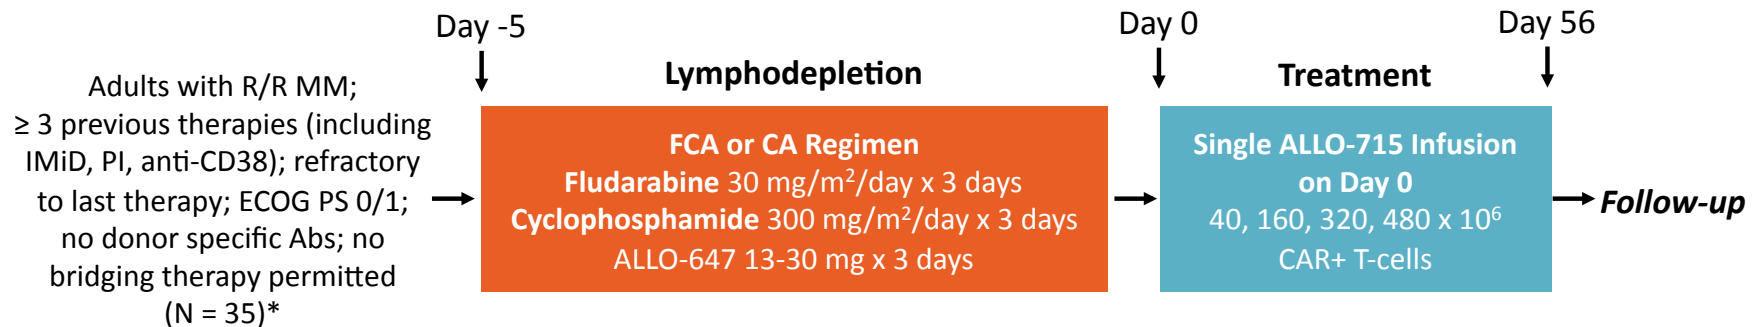 Day -5
Day 0
Day 56
Lymphodepletion
Treatment
Adults with R/R MM;
≥ 3 previous therapies (including
IMiD, PI, anti-CD38); refractory
to last therapy; ECOG PS 0/1;
no donor specific Abs; no
bridging therapy permitted
(N = 35)*
FCA or CA Regimen
Fludarabine 30 mg/m²/day x 3 days
Cyclophosphamide 300 mg/m²/day x 3 days
ALLO-647 13-30 mg x 3 days
Single ALLO-715 Infusion
on Day 0
40, 160, 320, 480 x 10⁶
CAR+ T-cells
Follow-up